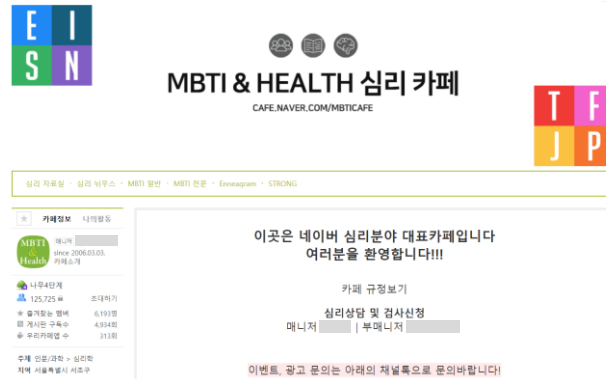 E I
S N
MBTI & HEALTH 심리 카페
CAFE.NAVER.COM/MBTICAFE
T F
J P
심리 자료실 · 심리 뉘우스 · MBTI 일반 · MBTI 전문 · Enneagram · STRONG
카페정보 나의활동
MBTI
&
Health
매니저
since 2006.03.03.
카페소개
나무4단계
125,725 초대하기
즐겨찾는 멤버 6,193명
게시판 구독수 4,934회
우리카페앱 수 313회
주제 인문/과학 > 심리학
지역 서울특별시 서초구
이곳은 네이버 심리분야 대표카페입니다
여러분을 환영합니다!!!
카페 규정보기
심리상담 및 검사신청
매니저 | 부매니저
이벤트, 광고 문의는 아래의 채널톡으로 문의바랍니다!